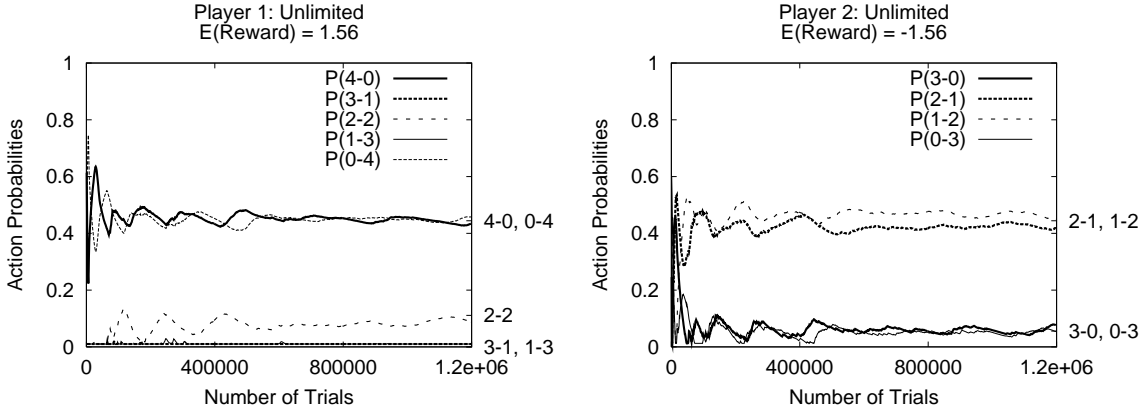 Player 1: Unlimited
E(Reward) = 1.56
1
0.8
0.6
0.4
0.2
0
Action Probabilities
P(4-0)
P(3-1)
P(2-2)
P(1-3)
P(0-4)
4-0, 0-4
2-2
3-1, 1-3
0
400000
800000
1.2e+06
Number of Trials
Player 2: Unlimited
E(Reward) = -1.56
1
0.8
0.6
0.4
0.2
0
Action Probabilities
P(3-0)
P(2-1)
P(1-2)
P(0-3)
2-1, 1-2
3-0, 0-3
0
400000
800000
1.2e+06
Number of Trials